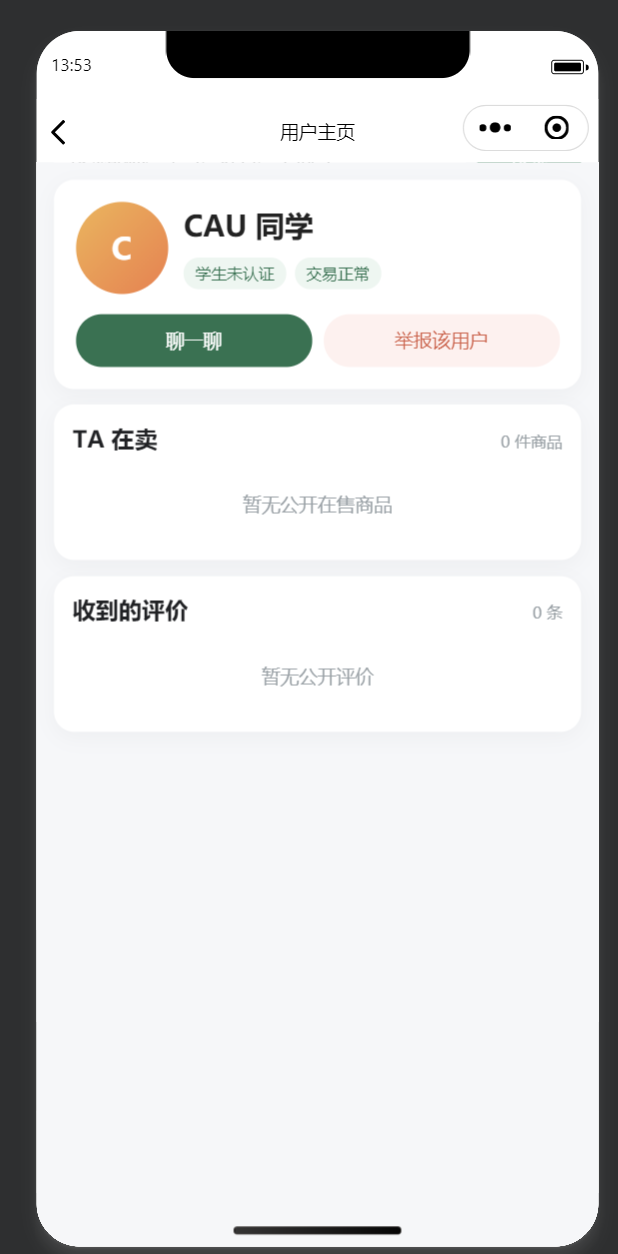 13:53
用户主页
C
CAU 同学
学生未认证 交易正常
聊一聊 举报该用户
TA 在卖 0 件商品
暂无公开在售商品
收到的评价 0 条
暂无公开评价